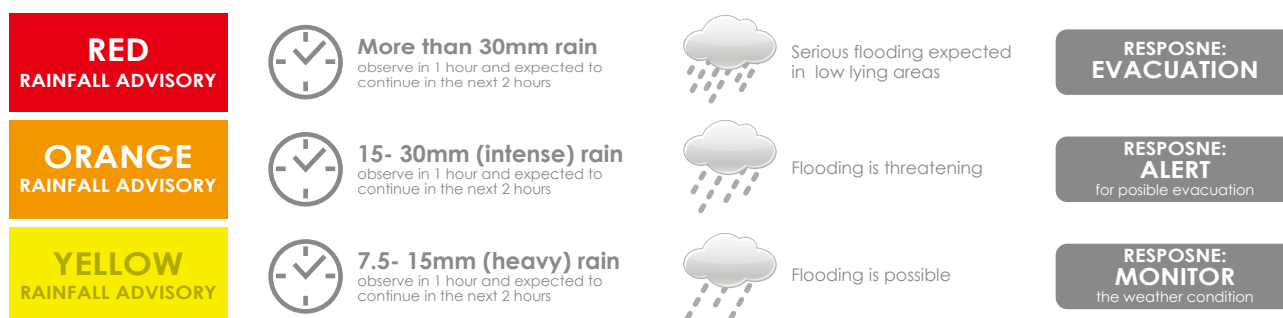 RED
RAINFALL ADVISORY
More than 30mm rain
observe in 1 hour and expected to
continue in the next 2 hours
Serious flooding expected
in low lying areas
RESPOSNE:
EVACUATION
ORANGE
RAINFALL ADVISORY
15- 30mm (intense) rain
observe in 1 hour and expected to
continue in the next 2 hours
Flooding is threatening
RESPOSNE:
ALERT
for posible evacuation
YELLOW
RAINFALL ADVISORY
7.5- 15mm (heavy) rain
observe in 1 hour and expected to
continue in the next 2 hours
Flooding is possible
RESPOSNE:
MONITOR
the weather condition